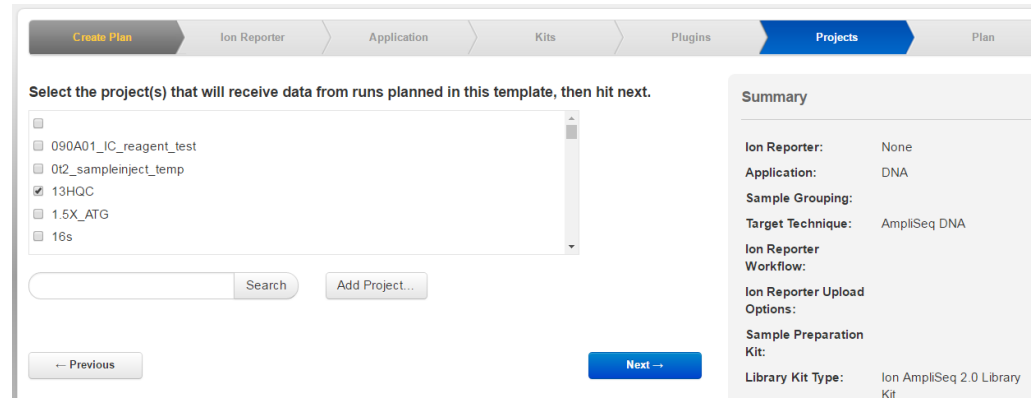 Create Plan
Ion Reporter
Application
Kits
Plugins
Projects
Plan
Select the project(s) that will receive data from runs planned in this template, then hit next.
090A01_IC_reagent_test
0t2_sampleinject_temp
13HQC
1.5X_ATG
16s
Search
Add Project...
← Previous
Next →
Summary
Ion Reporter: None
Application: DNA
Sample Grouping:
Target Technique: AmpliSeq DNA
Ion Reporter
Workflow:
Ion Reporter Upload
Options:
Sample Preparation
Kit:
Library Kit Type: Ion AmpliSeq 2.0 Library
Kit